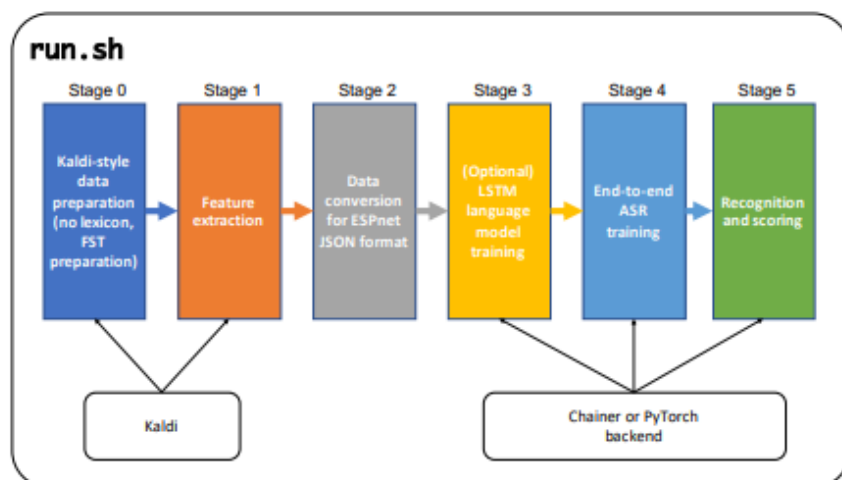 run.sh
Stage 0
Stage 1
Stage 2
Stage 3
Stage 4
Stage 5
Kaldi-style
data
preparation
(no lexicon,
FST
preparation)
Feature
extraction
Data
conversion
for ESPnet
JSON format
(Optional)
LSTM
language
model
training
End-to-end
ASR
training
Recognition
and scoring
Kaldi
Chainer or PyTorch
backend